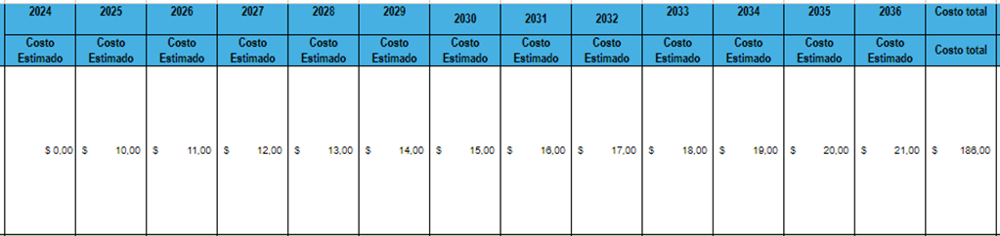 2024 2025 2026 2027 2028 2029 2030 2031 2032 2033 2034 2035 2036 Costo total
Costo Estimado Costo Estimado Costo Estimado Costo Estimado Costo Estimado Costo Estimado Costo Estimado Costo Estimado Costo Estimado Costo Estimado Costo Estimado Costo Estimado Costo Estimado Costo total
$ 0,00 $ 10,00 $ 11,00 $ 12,00 $ 13,00 $ 14,00 $ 15,00 $ 16,00 $ 17,00 $ 18,00 $ 19,00 $ 20,00 $ 21,00 $ 186,00